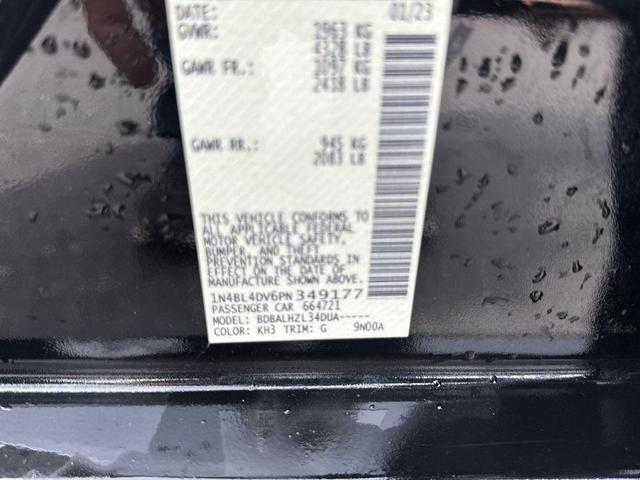 DATE: 01/23
GVWR: 1963 KG
4328 LB
GAWR FR.: 1097 KG
2418 LB
GAWR RR.: 945 KG
2083 LB
THIS VEHICLE CONFORMS TO
ALL APPLICABLE FEDERAL
MOTOR VEHICLE SAFETY,
BUMPER, AND THEFT
PREVENTION STANDARDS
IN EFFECT ON THE DATE OF
MANUFACTURE SHOWN ABOVE.
1N4BL4DV6PN349177
PASSENGER CAR 664721
MODEL: BDBALHZL34DUA-----
COLOR: KH3 TRIM: G 9N00A